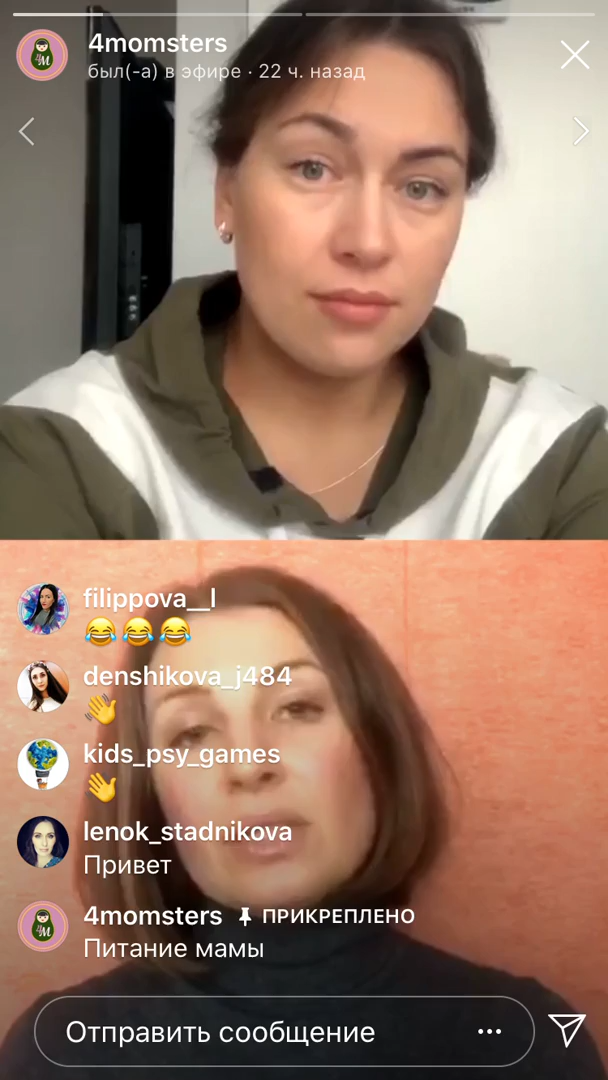 4momsters
был(-а) в эфире · 22 ч. назад
filippova__l
😂😂😂
denshikova_j484
👋
kids_psy_games
👋
lenok_stadnikova
Привет
4momsters ПРИКРЕПЛЕНО
Питание мамы
Отправить сообщение